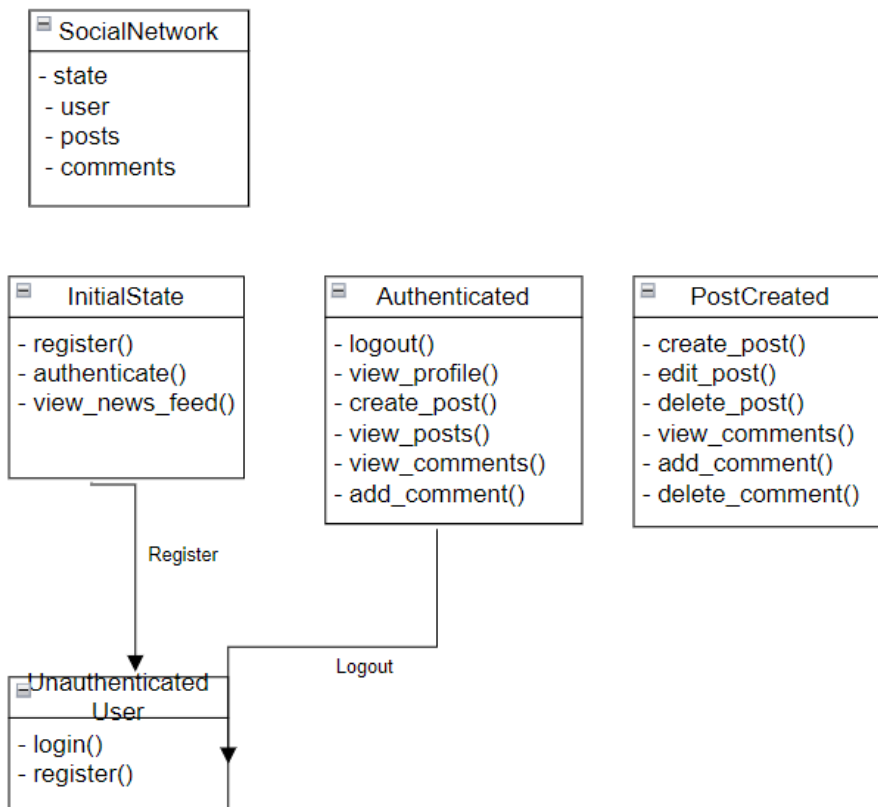 SocialNetwork
- state
- user
- posts
- comments
InitialState
- register()
- authenticate()
- view_news_feed()
Authenticated
- logout()
- view_profile()
- create_post()
- view_posts()
- view_comments()
- add_comment()
PostCreated
- create_post()
- edit_post()
- delete_post()
- view_comments()
- add_comment()
- delete_comment()
Register
Logout
Unauthenticated
User
- login()
- register()